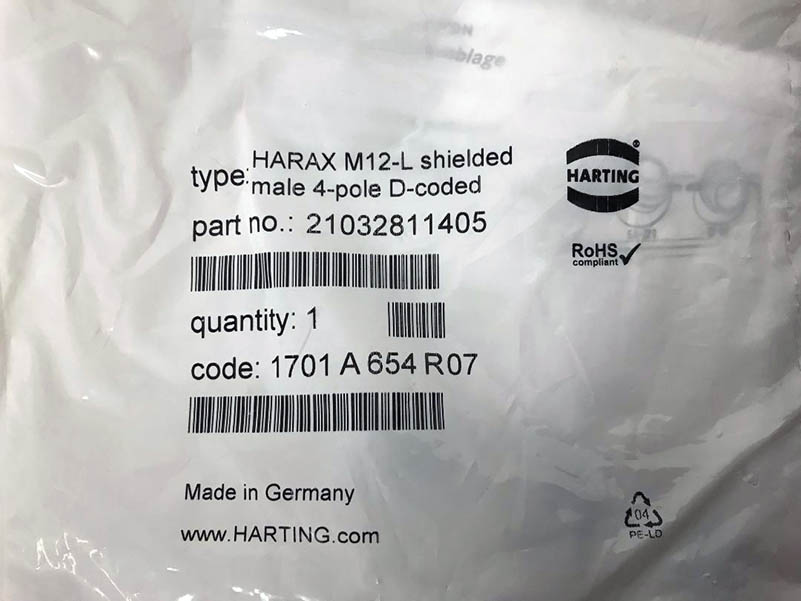 type: HARAX M12-L shielded
male 4-pole D-coded
part no.: 21032811405
quantity: 1
code: 1701 A 654 R07
Made in Germany
www.HARTING.com
HARTING
RoHS
compliant
04
PE-LD